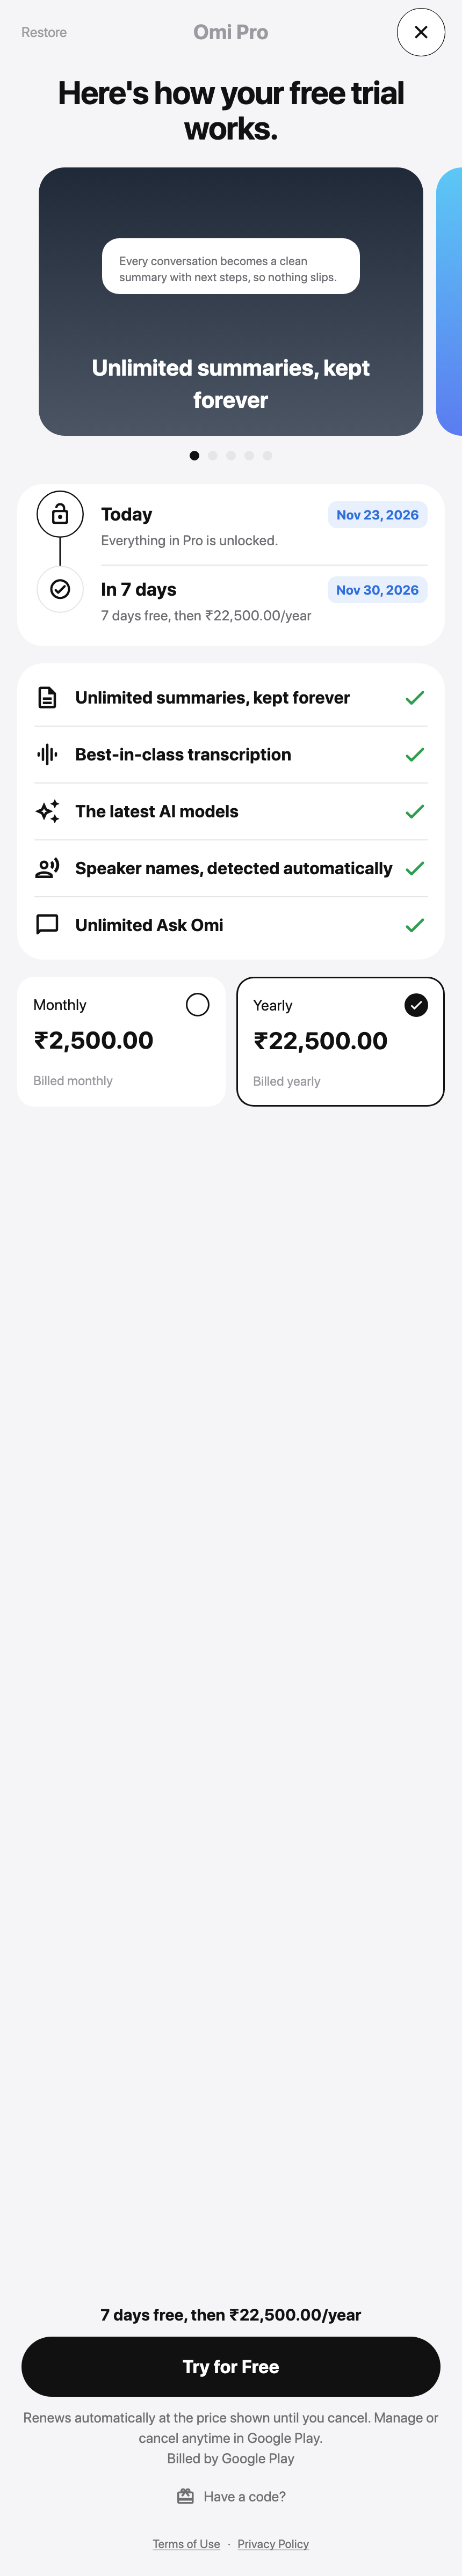 Restore
Omi Pro
Here's how your free trial
works.
Every conversation becomes a clean
summary with next steps, so nothing slips.
Unlimited summaries, kept
forever
Today
Nov 23, 2026
Everything in Pro is unlocked.
In 7 days
Nov 30, 2026
7 days free, then ₹22,500.00/year
Unlimited summaries, kept forever
Best-in-class transcription
The latest AI models
Speaker names, detected automatically
Unlimited Ask Omi
Monthly
₹2,500.00
Billed monthly
Yearly
₹22,500.00
Billed yearly
7 days free, then ₹22,500.00/year
Try for Free
Renews automatically at the price shown until you cancel. Manage or
cancel anytime in Google Play.
Billed by Google Play
Have a code?
Terms of Use · Privacy Policy